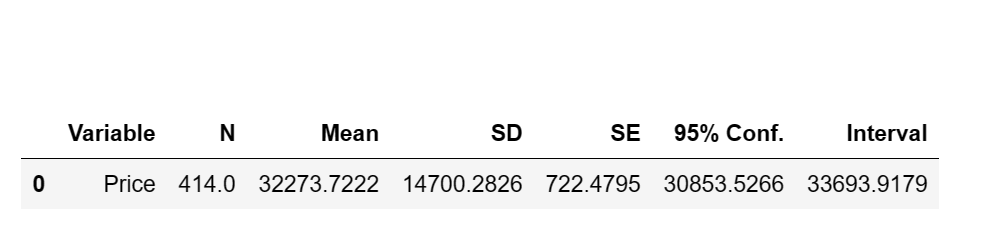 Variable N Mean SD SE 95% Conf. Interval
0 Price 414.0 32273.7222 14700.2826 722.4795 30853.5266 33693.9179